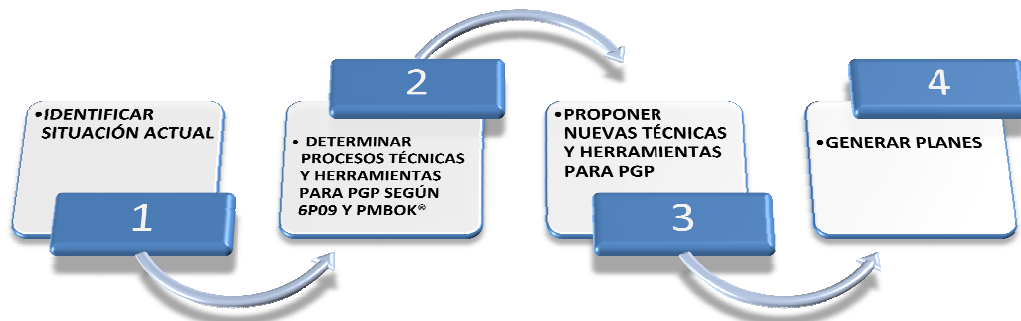 •IDENTIFICAR
SITUACIÓN ACTUAL
1
2
• DETERMINAR
PROCESOS TÉCNICAS
Y HERRAMIENTAS
PARA PGP SEGÚN
6P09 Y PMBOK®
•PROPONER
NUEVAS TÉCNICAS
Y HERRAMIENTAS
PARA PGP
3
4
•GENERAR PLANES